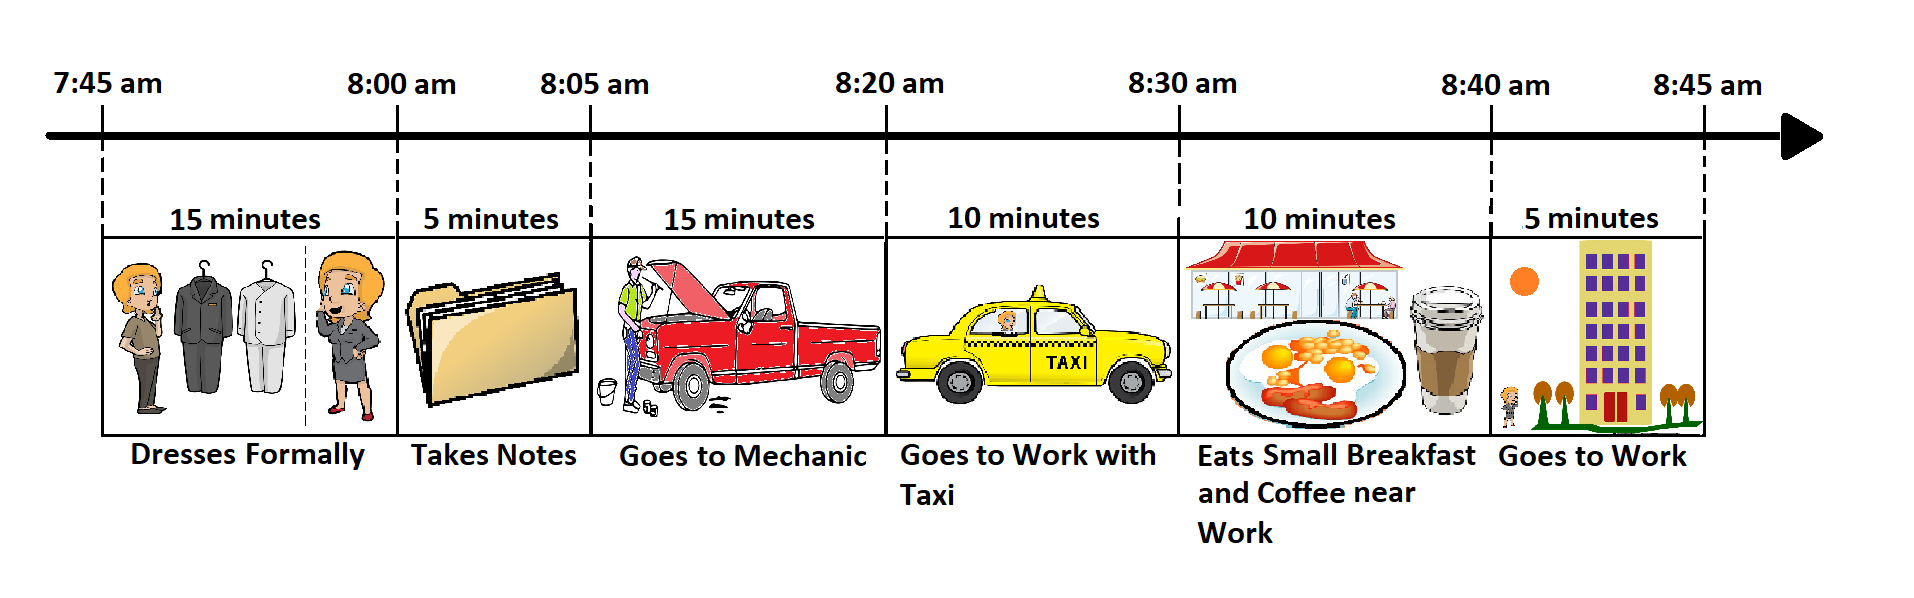 7:45 am 8:00 am 8:05 am 8:20 am 8:30 am 8:40 am 8:45 am
15 minutes 5 minutes 15 minutes 10 minutes 10 minutes 5 minutes
TAXI
Dresses Formally Takes Notes Goes to Mechanic Goes to Work with Eats Small Breakfast Goes to Work
Taxi and Coffee near
Work